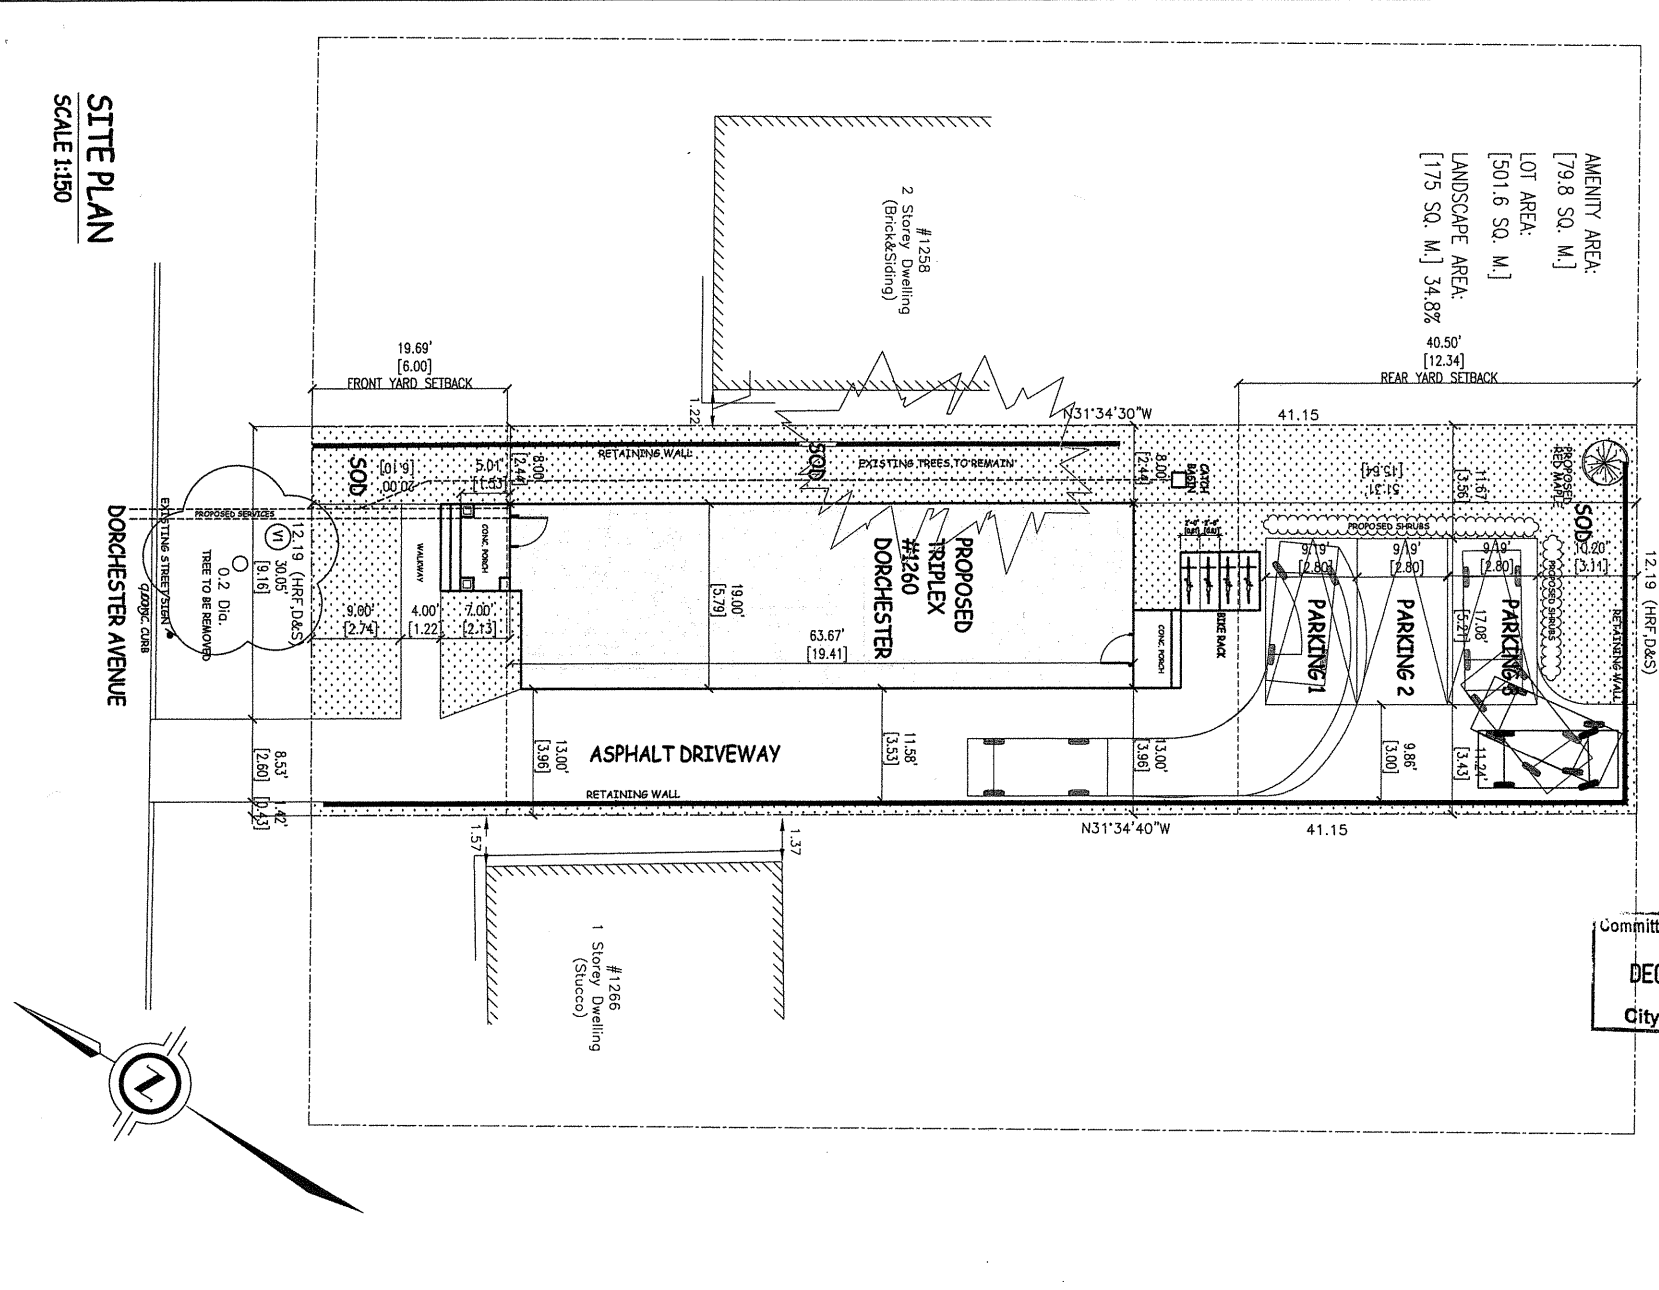 SITE PLAN
SCALE 1:150
AMENITY AREA:
[79.8 SQ. M.]
LOT AREA:
[501.6 SQ. M.]
LANDSCAPE AREA:
[175 SQ. M.] 34.8%
#1258
2 Storey Dwelling
(Brick&Siding)
19.69'
[6.00]
FRONT YARD SETBACK
40.50'
[12.34]
REAR YARD SETBACK
1.22
N31°34'30"W
41.15
RETAINING WALL
EXISTING TREES TO REMAIN
SOD
SOD
SOD
20.00'
[6.10]
5.01'
[1.53]
8.00'
[2.44]
8.00'
[2.44]
CATCH
BASIN
51.31'
[15.64]
11.67'
[3.56]
PROPOSED
RED MAPLE
PROPOSED SHRUBS
PROPOSED SHRUBS
10.20'
[3.11]
12.19 (HRF,D&S)
RETAINING WALL
9.19'
[2.80]
9.19'
[2.80]
9.19'
[2.80]
17.08'
[5.21]
PARKING 1
PARKING 2
PARKING 3
BIKE RACK
CONC. PORCH
CONC. PORCH
WALKWAY
PROPOSED
TRIPLEX
#1260
DORCHESTER
19.00'
[5.79]
63.67'
[19.41]
9.00'
[2.74]
4.00'
[1.22]
7.00'
[2.13]
PROPOSED SERVICES
V1
12.19 (HRF,D&S)
30.05'
[9.16]
0.2 Dia.
TREE TO BE REMOVED
EXISTING STREET SIGN
CONC. CURB
DORCHESTER AVENUE
8.53'
[2.60]
1.42'
[0.43]
13.00'
[3.96]
ASPHALT DRIVEWAY
11.58'
[3.53]
13.00'
[3.96]
9.86'
[3.00]
11.24'
[3.43]
RETAINING WALL
N31°34'40"W
41.15
1.57
1.37
#1266
1 Storey Dwelling
(Stucco)
Committ
DEC
City